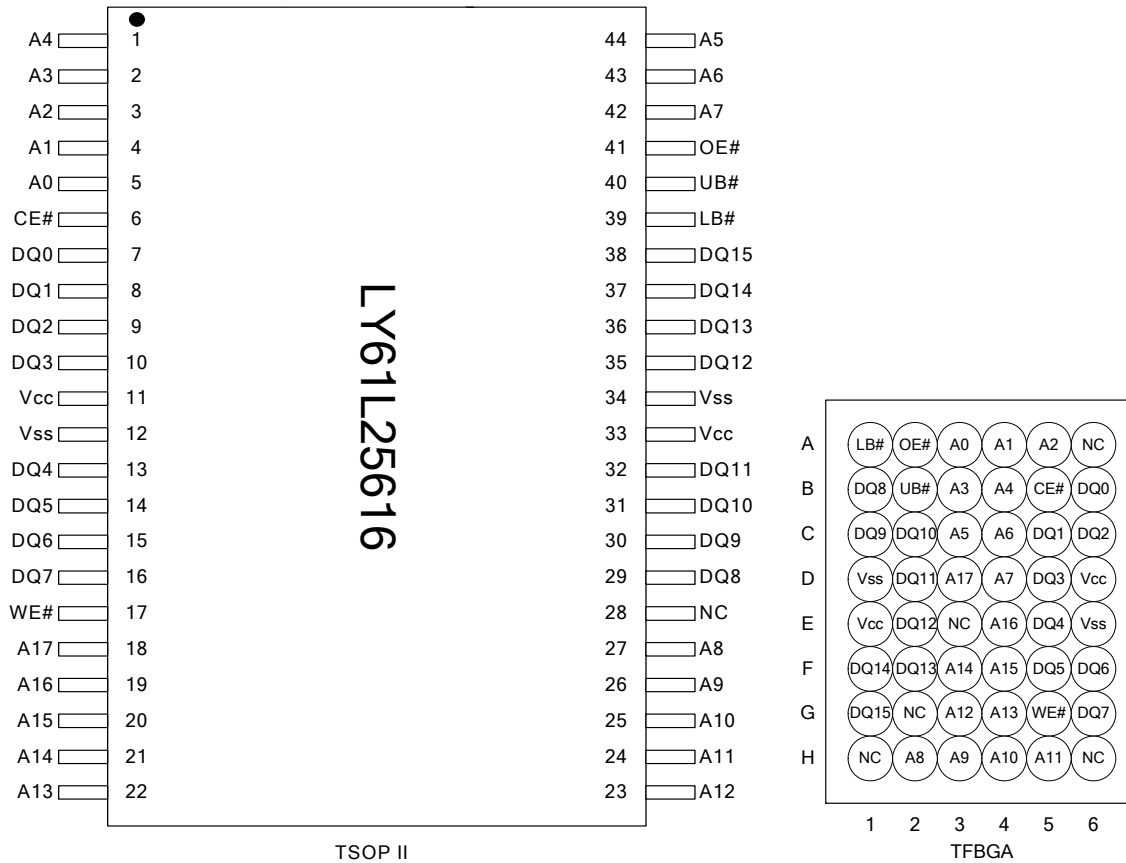 A4 1 44 A5
A3 2 43 A6
A2 3 42 A7
A1 4 41 OE#
A0 5 40 UB#
CE# 6 39 LB#
DQ0 7 38 DQ15
DQ1 8 37 DQ14
DQ2 9 36 DQ13
DQ3 10 35 DQ12
Vcc 11 34 Vss
Vss 12 33 Vcc
DQ4 13 32 DQ11
DQ5 14 31 DQ10
DQ6 15 30 DQ9
DQ7 16 29 DQ8
WE# 17 28 NC
A17 18 27 A8
A16 19 26 A9
A15 20 25 A10
A14 21 24 A11
A13 22 23 A12
LY61L25616
TSOP II
A LB# OE# A0 A1 A2 NC
B DQ8 UB# A3 A4 CE# DQ0
C DQ9 DQ10 A5 A6 DQ1 DQ2
D Vss DQ11 A17 A7 DQ3 Vcc
E Vcc DQ12 NC A16 DQ4 Vss
F DQ14 DQ13 A14 A15 DQ5 DQ6
G DQ15 NC A12 A13 WE# DQ7
H NC A8 A9 A10 A11 NC
1 2 3 4 5 6
TFBGA